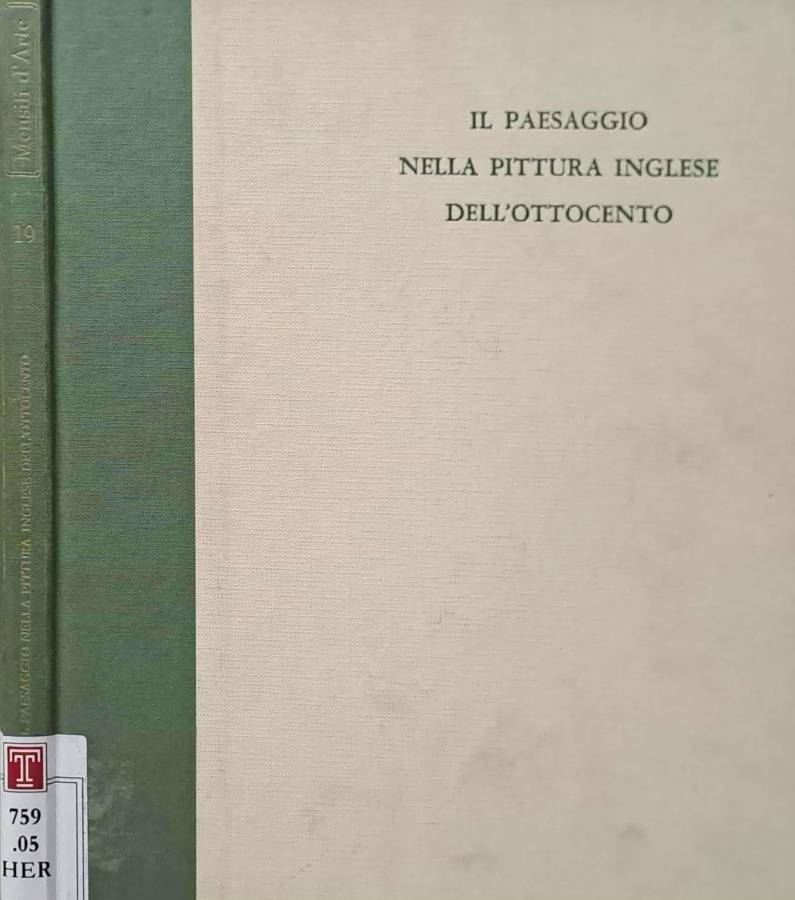 IL PAESAGGIO
NELLA PITTURA INGLESE
DELL'OTTOCENTO
Mensili d'Arte
19
IL PAESAGGIO NELLA PITTURA INGLESE DELL'OTTOCENTO
T
759
.05
HER